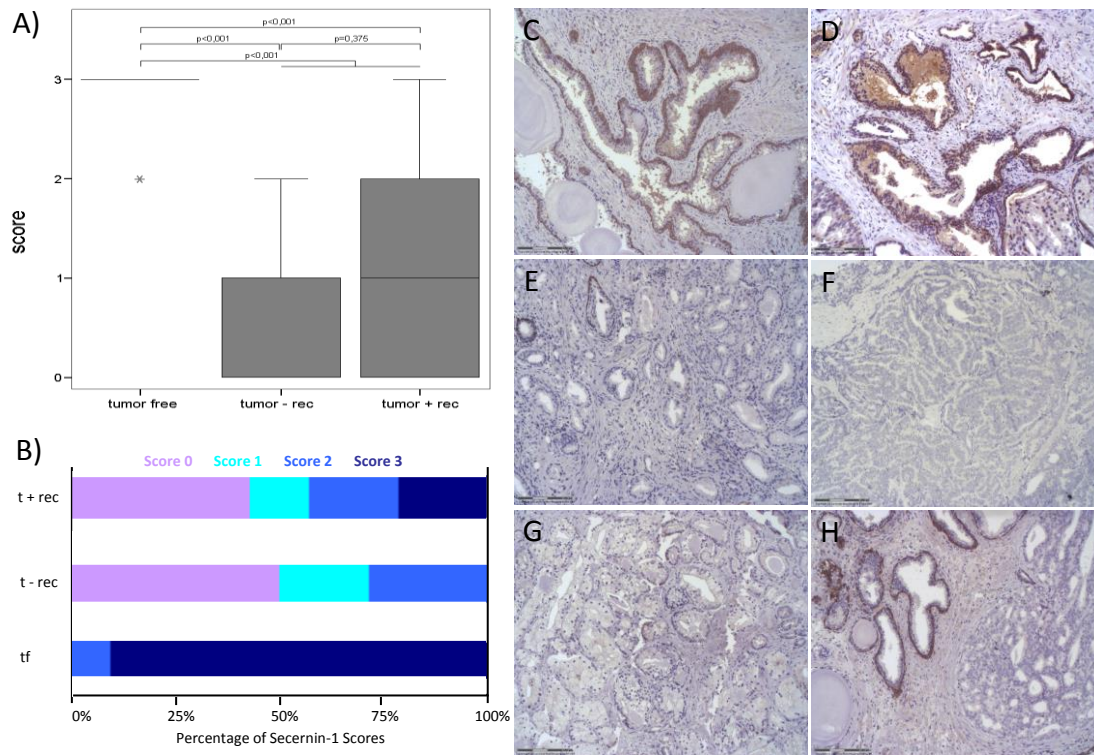 A)
p<0,001
p<0,001 p=0,375
p<0,001
3
2
1
0
score
*
tumor free tumor - rec tumor + rec
B)
Score 0 Score 1 Score 2 Score 3
t + rec
t - rec
tf
0% 25% 50% 75% 100%
Percentage of Secernin-1 Scores
C
D
E
F
G
H